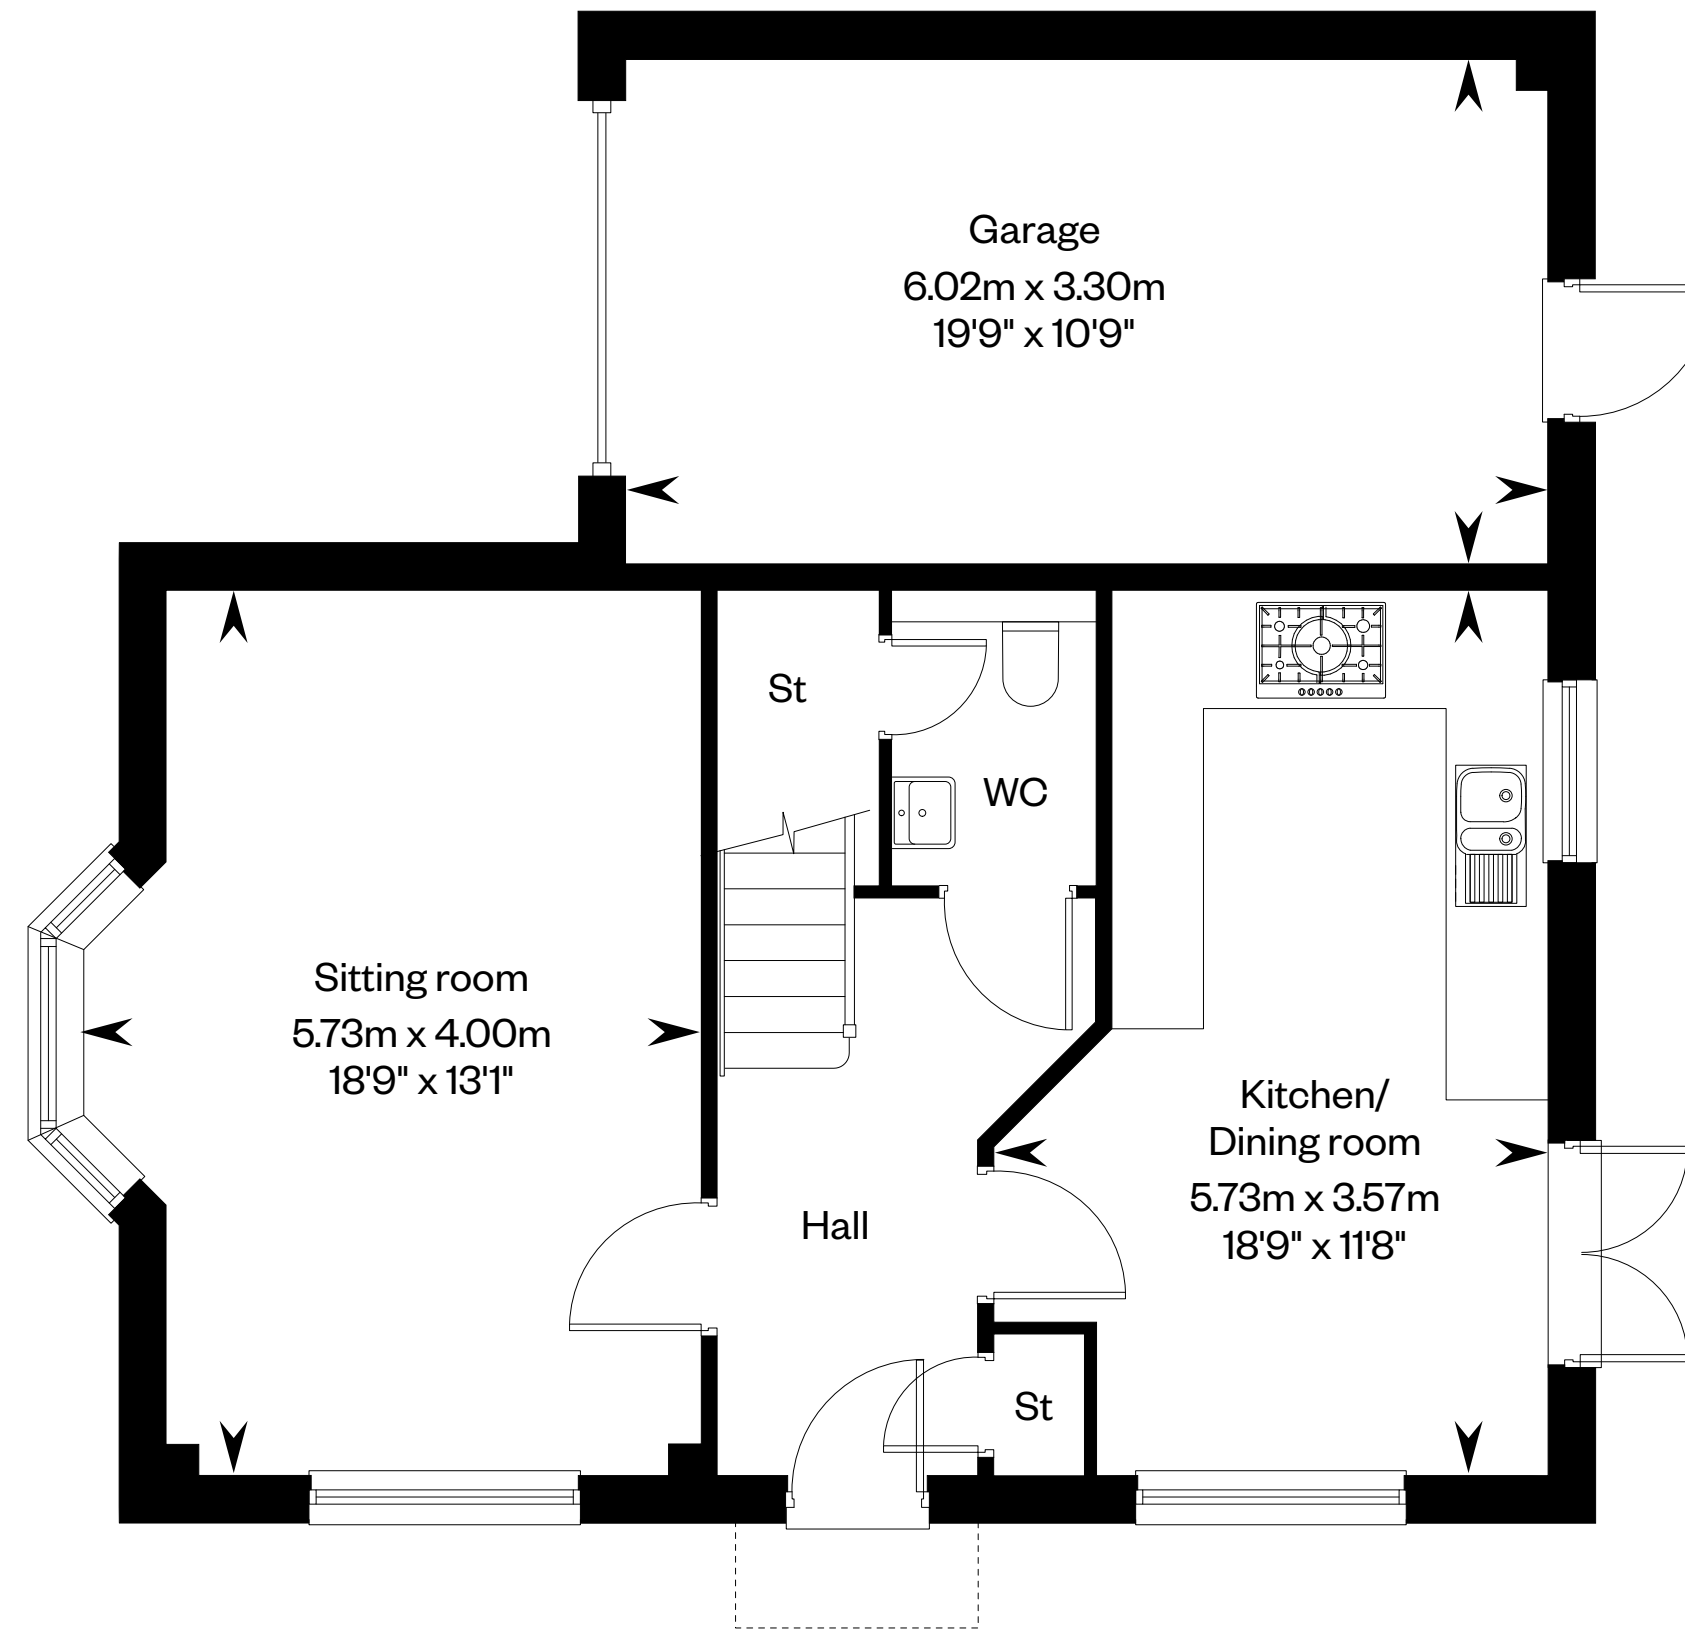 Garage
6.02m x 3.30m
19'9" x 10'9"
St
WC
Sitting room
5.73m x 4.00m
18'9" x 13'1"
Kitchen/
Dining room
5.73m x 3.57m
18'9" x 11'8"
Hall
St